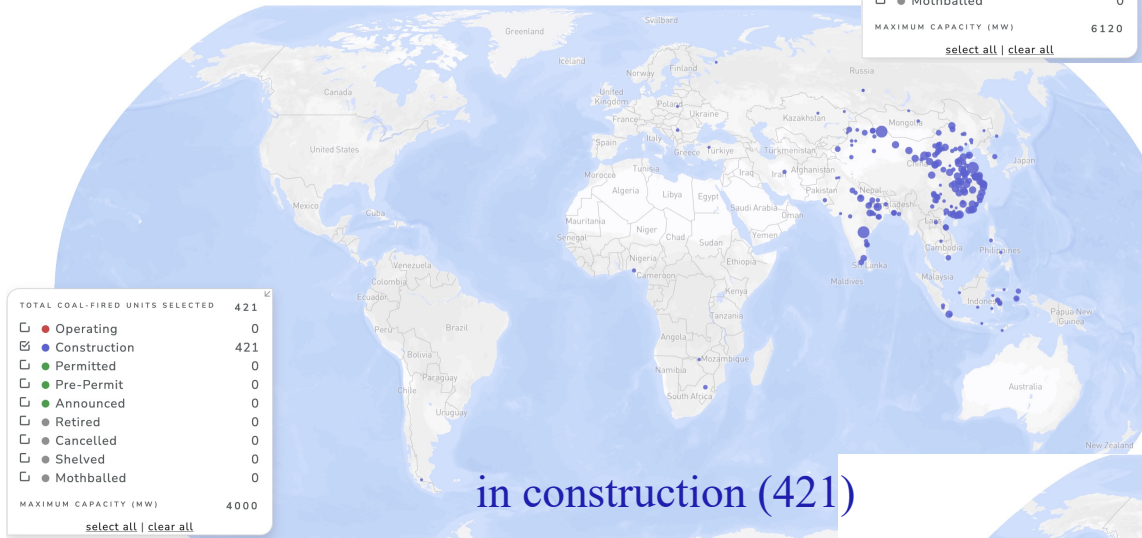 Mothballed 0
MAXIMUM CAPACITY (MW) 6120
select all | clear all
Svalbard
Greenland
Iceland
Finland
Norway
Russia
Canada
United
Kingdom
Poland
Ukraine
Kazakhstan
Mongolia
France
Italy
Spain
Greece Türkiye
Turkmenistan
United States
China
Japan
Tunisia
Morocco
Iraq
Iran
Afghanistan
Algeria
Libya
Egypt
Pakistan
Nepal
Mexico
Cuba
Saudi Arabia
Oman
Mauritania
Niger
Chad
Sudan
Yemen
Senegal
Nigeria
Ethiopia
Cambodia
Philippines
Cameroon
Sri Lanka
Venezuela
Colombia
Malaysia
Maldives
Kenya
Ecuador
Tanzania
Papua New
Guinea
Peru
Brazil
Angola
Bolivia
Mozambique
Namibia
Paraguay
Chile
South Africa
Australia
Uruguay
New Zealand
TOTAL COAL-FIRED UNITS SELECTED 421
Operating 0
Construction 421
Permitted 0
Pre-Permit 0
Announced 0
Retired 0
Cancelled 0
Shelved 0
Mothballed 0
MAXIMUM CAPACITY (MW) 4000
select all | clear all
in construction (421)